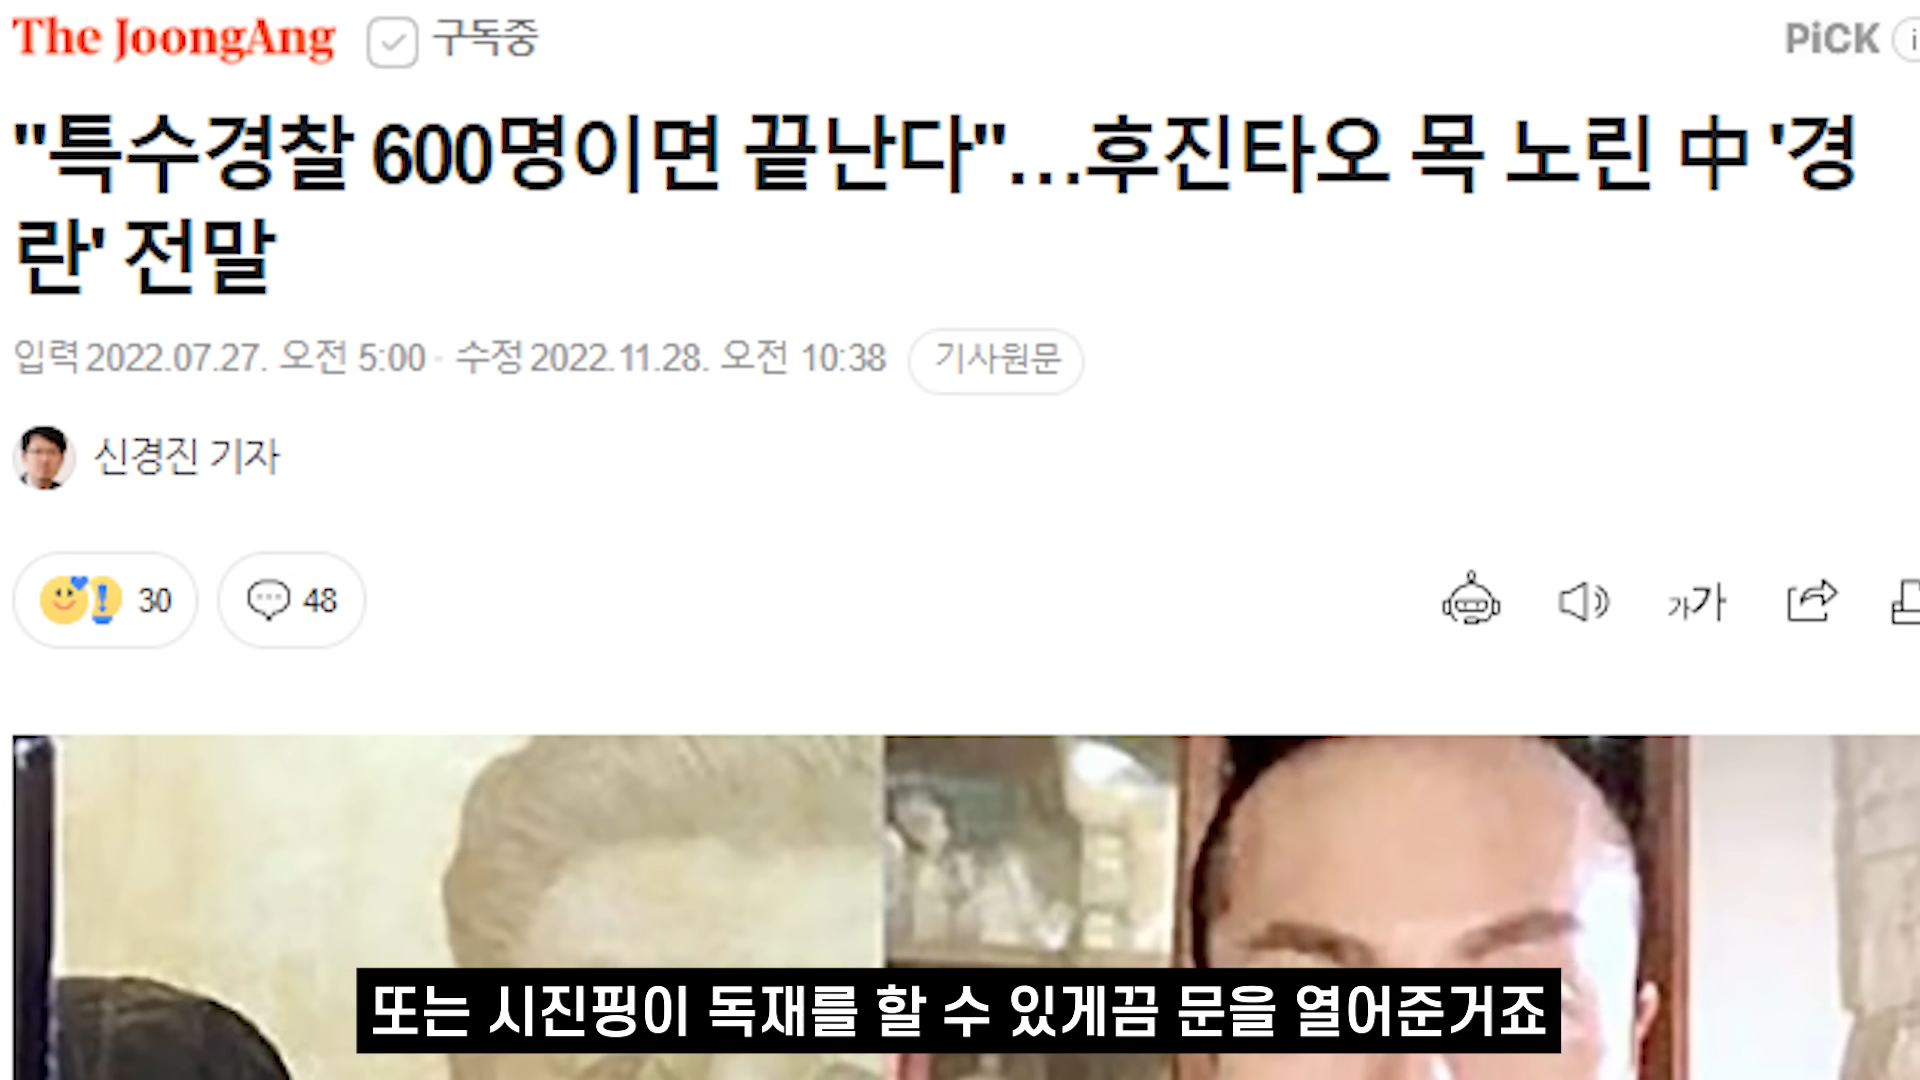 The JoongAng 구독중 PiCK i
"특수경찰 600명이면 끝난다"...후진타오 목 노린 中 '경
란' 전말
입력 2022.07.27. 오전 5:00 · 수정 2022.11.28. 오전 10:38 기사원문
신경진 기자
30 48 가가
또는 시진핑이 독재를 할 수 있게끔 문을 열어준거죠